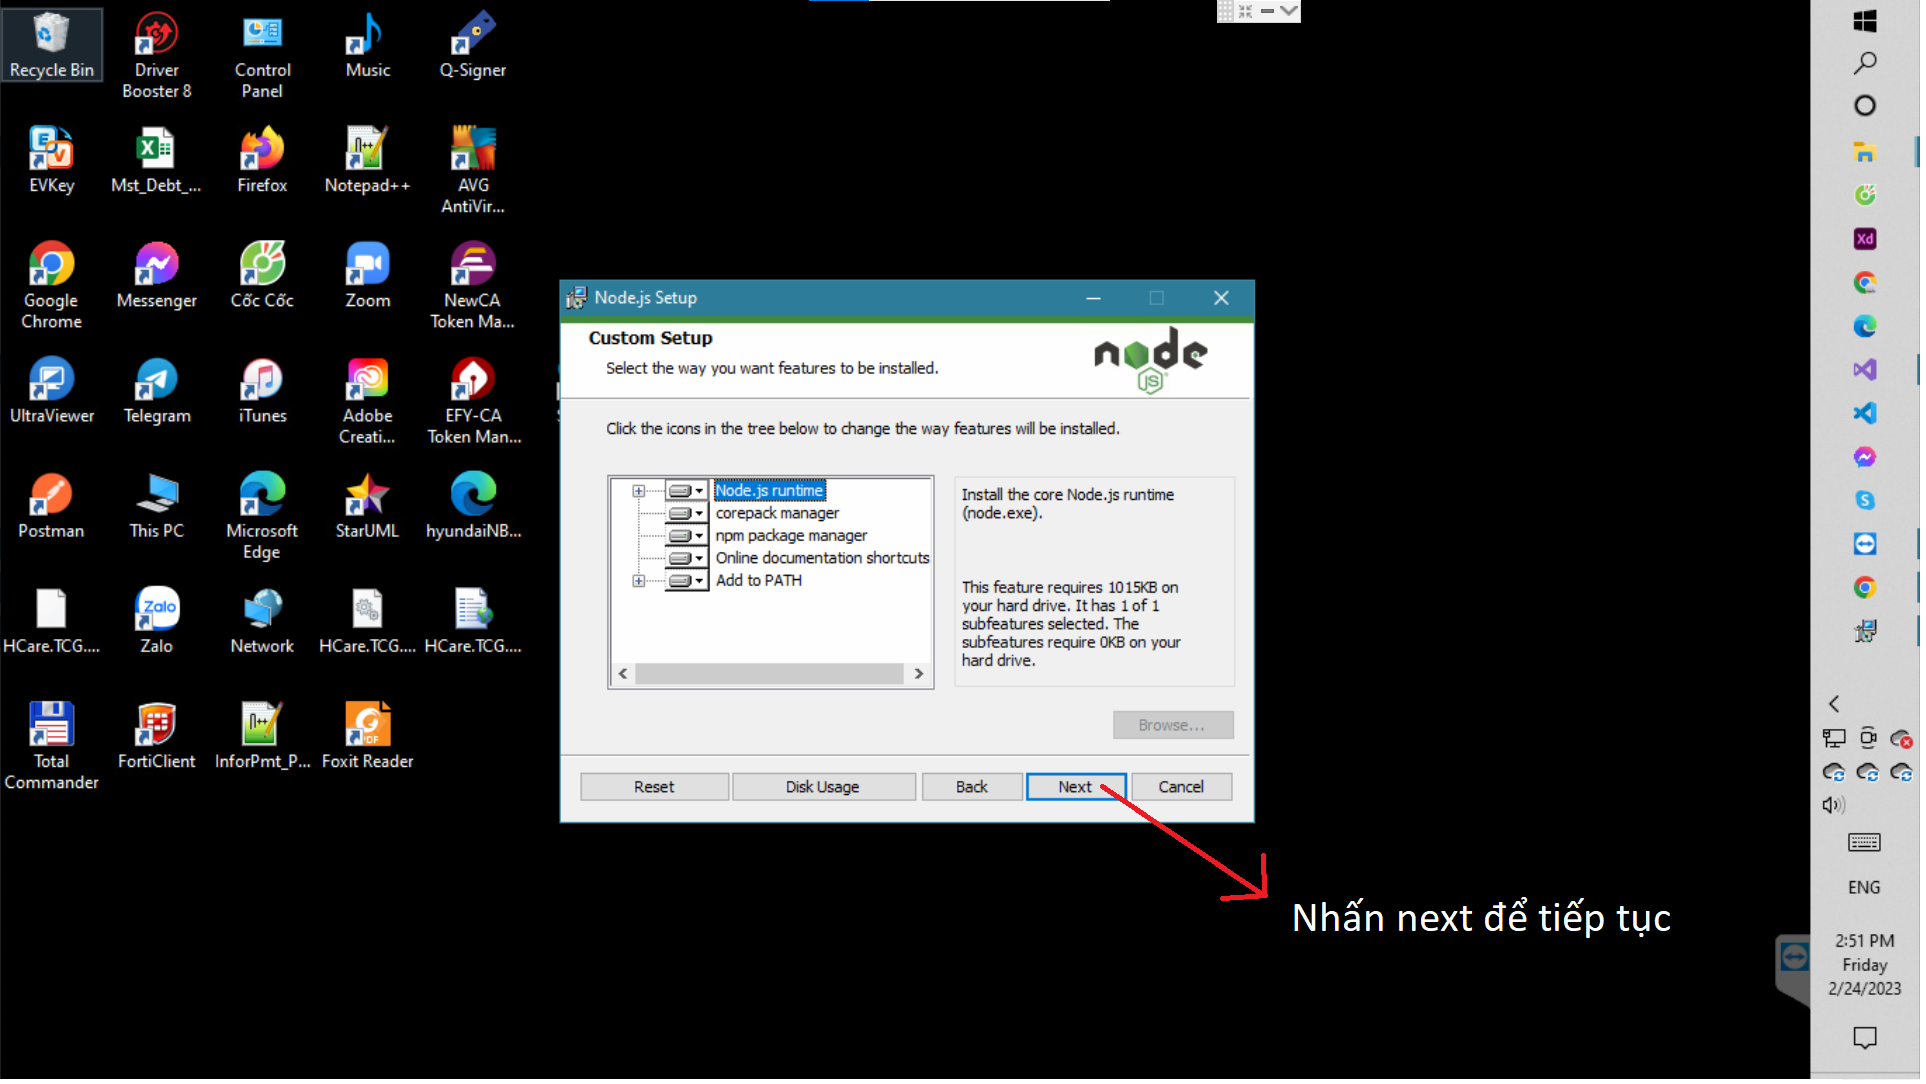 Recycle Bin
Driver
Booster 8
Control
Panel
Music
Q-Signer
EVKey
Mst_Debt_...
Firefox
Notepad++
AVG
AntiVir...
Google
Chrome
Messenger
Cốc Cốc
Zoom
NewCA
Token Ma...
UltraViewer
Telegram
iTunes
Adobe
Creati...
EFY-CA
Token Man...
Postman
This PC
Microsoft
Edge
StarUML
hyundaiNB...
HCare.TCG....
Zalo
Zalo
Network
HCare.TCG....
HCare.TCG....
Total
Commander
FortiClient
InforPmt_P...
Foxit Reader
Node.js Setup
Custom Setup
Select the way you want features to be installed.
node
JS
Click the icons in the tree below to change the way features will be installed.
Node.js runtime
corepack manager
npm package manager
Online documentation shortcuts
Add to PATH
Install the core Node.js runtime
(node.exe).
This feature requires 1015KB on
your hard drive. It has 1 of 1
subfeatures selected. The
subfeatures require 0KB on your
hard drive.
Browse...
Reset
Disk Usage
Back
Next
Cancel
Nhấn next để tiếp tục
Xd
ENG
2:51 PM
Friday
2/24/2023